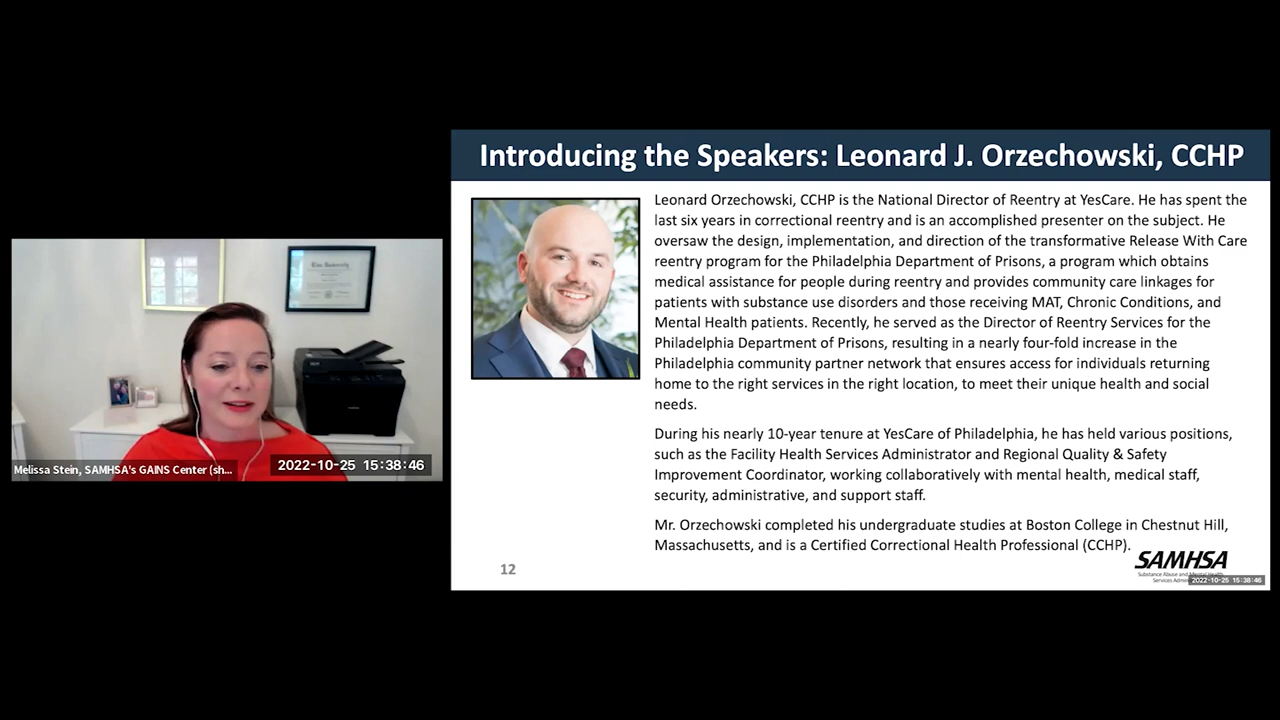 Introducing the Speakers: Leonard J. Orzechowski, CCHP
Leonard Orzechowski, CCHP is the National Director of Reentry at YesCare. He has spent the
last six years in correctional reentry and is an accomplished presenter on the subject. He
oversaw the design, implementation, and direction of the transformative Release With Care
reentry program for the Philadelphia Department of Prisons, a program which obtains
medical assistance for people during reentry and provides community care linkages for
patients with substance use disorders and those receiving MAT, Chronic Conditions, and
Mental Health patients. Recently, he served as the Director of Reentry Services for the
Philadelphia Department of Prisons, resulting in a nearly four-fold increase in the
Philadelphia community partner network that ensures access for individuals returning
home to the right services in the right location, to meet their unique health and social
needs.
During his nearly 10-year tenure at YesCare of Philadelphia, he has held various positions,
such as the Facility Health Services Administrator and Regional Quality & Safety
Improvement Coordinator, working collaboratively with mental health, medical staff,
security, administrative, and support staff.
Mr. Orzechowski completed his undergraduate studies at Boston College in Chestnut Hill,
Massachusetts, and is a Certified Correctional Health Professional (CCHP).
12
SAMHSA
Substance Abuse and Mental Health
Services
2022-10-25 15:38:46
Melissa Stein, SAMHSA's GAINS Center (sh...
2022-10-25 15:38:46